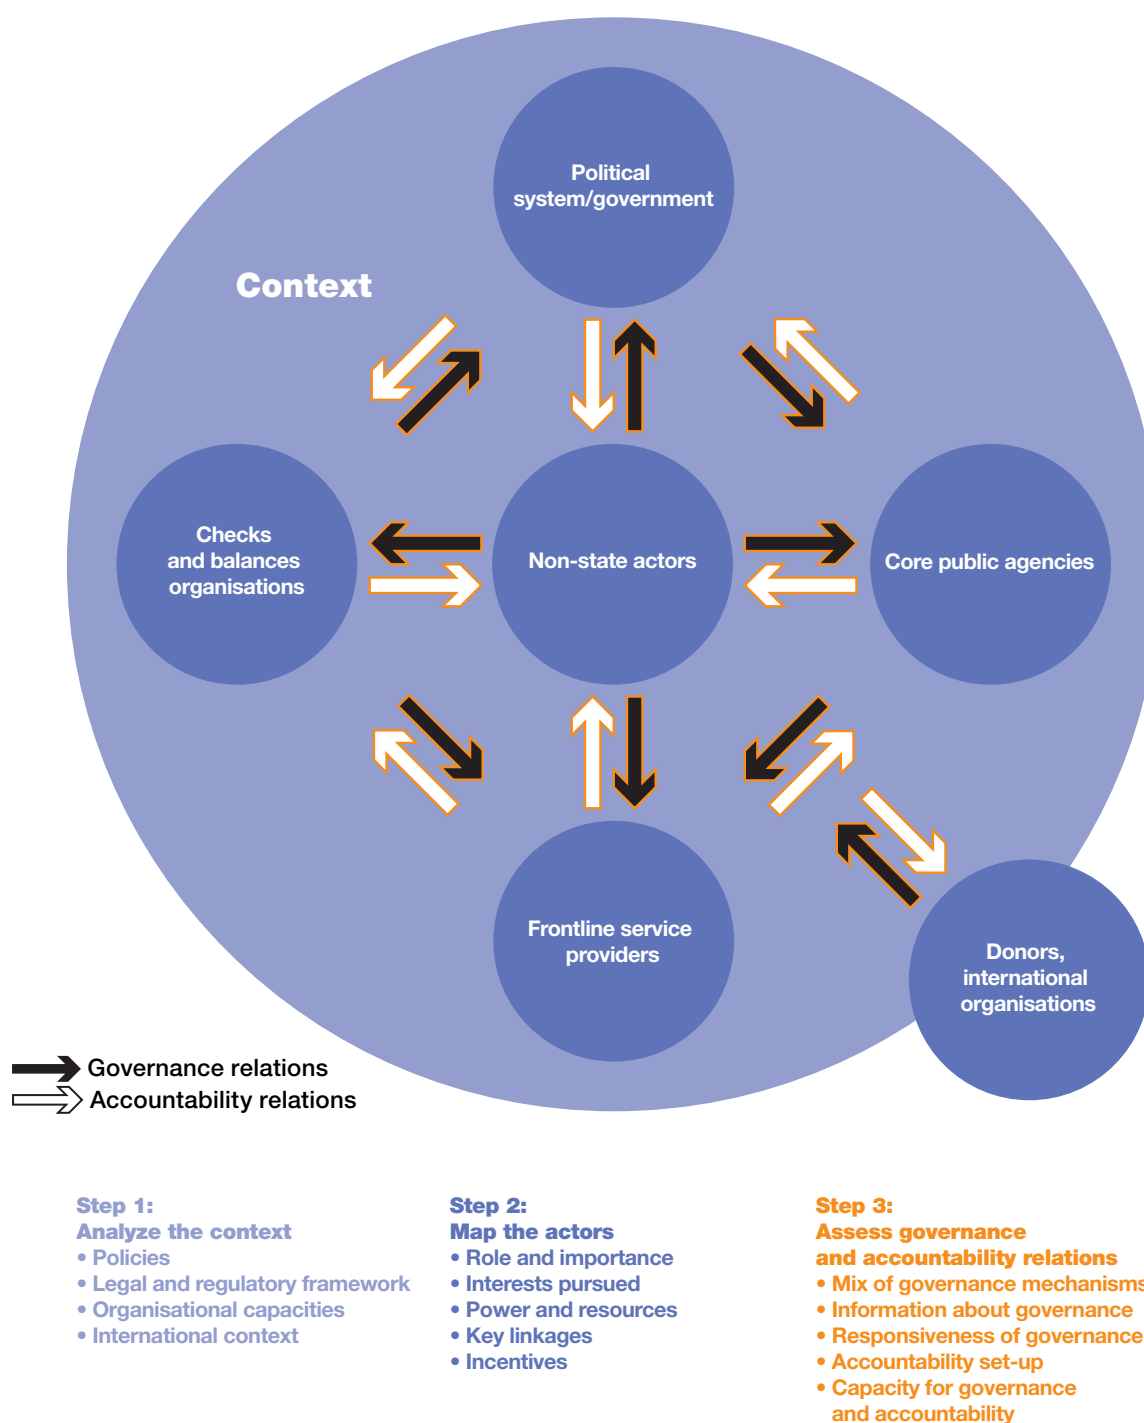 Political
system/government
Context
Checks
and balances
organisations
Non-state actors
Core public agencies
Frontline service
providers
Donors,
international
organisations
Governance relations
Accountability relations
Step 1:
Analyze the context
• Policies
• Legal and regulatory framework
• Organisational capacities
• International context
Step 2:
Map the actors
• Role and importance
• Interests pursued
• Power and resources
• Key linkages
• Incentives
Step 3:
Assess governance
and accountability relations
• Mix of governance mechanisms
• Information about governance
• Responsiveness of governance
• Accountability set-up
• Capacity for governance
and accountability